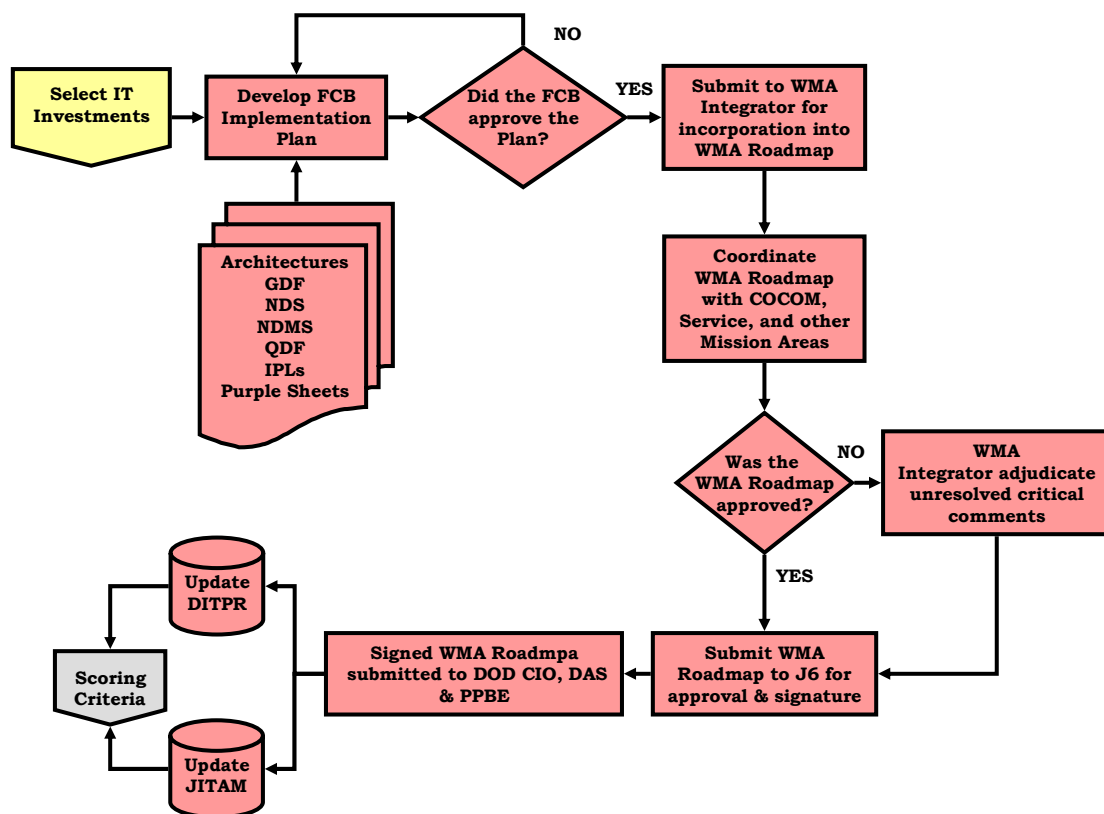 Select IT
Investments
Develop FCB
Implementation
Plan
NO
Did the FCB
approve the
Plan?
YES
Submit to WMA
Integrator for
incorporation into
WMA Roadmap
Architectures
GDF
NDS
NDMS
QDF
IPLs
Purple Sheets
Coordinate
WMA Roadmap
with COCOM,
Service, and other
Mission Areas
Was the
WMA Roadmap
approved?
NO
WMA
Integrator adjudicate
unresolved critical
comments
YES
Submit WMA
Roadmap to J6 for
approval & signature
Signed WMA Roadmpa
submitted to DOD CIO, DAS
& PPBE
Update
DITPR
Scoring
Criteria
Update
JITAM